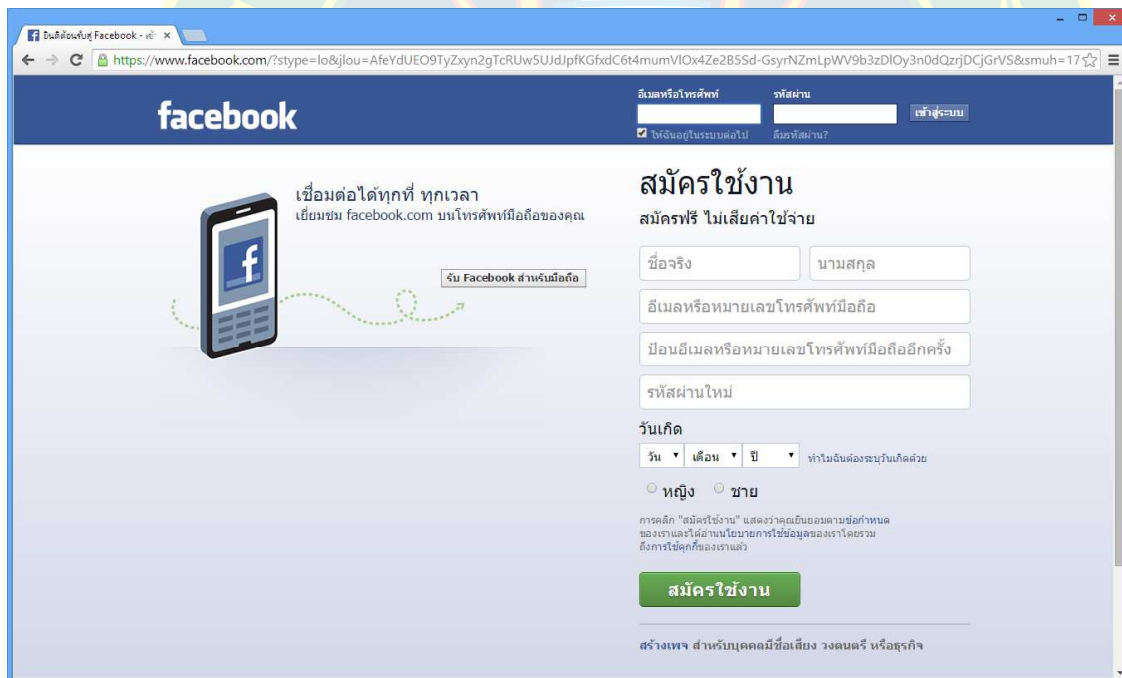 ยินดีต้อนรับสู่ Facebook - เข้า
https://www.facebook.com/?stype=lo&jlou=AfeYdUEO9TyZxyn2gTcRUw5UJdJpfKGfxdC6t4mumVlOx4Ze2B5Sd-GsyrNZmLpWV9b3zDlOy3n0dQzrjDCjGrVS&smuh=17
facebook
อีเมลหรือโทรศัพท์ รหัสผ่าน
เข้าสู่ระบบ
ให้ฉันอยู่ในระบบต่อไป ลืมรหัสผ่าน?
เชื่อมต่อได้ทุกที่ ทุกเวลา
เยี่ยมชม facebook.com บนโทรศัพท์มือถือของคุณ
รับ Facebook สำหรับมือถือ
สมัครใช้งาน
สมัครฟรี ไม่เสียค่าใช้จ่าย
ชื่อจริง นามสกุล
อีเมลหรือหมายเลขโทรศัพท์มือถือ
ป้อนอีเมลหรือหมายเลขโทรศัพท์มือถืออีกครั้ง
รหัสผ่านใหม่
วันเกิด
วัน เดือน ปี ทำไมฉันต้องระบุวันเกิดด้วย
หญิง ชาย
การคลิก "สมัครใช้งาน" แสดงว่าคุณยินยอมตามข้อกำหนด
ของเราและได้อ่านนโยบายการใช้ข้อมูลของเราโดยรวม
ถึงการใช้คุกกี้ของเราแล้ว
สมัครใช้งาน
สร้างเพจ สำหรับบุคคลมีชื่อเสียง วงดนตรี หรือธุรกิจ